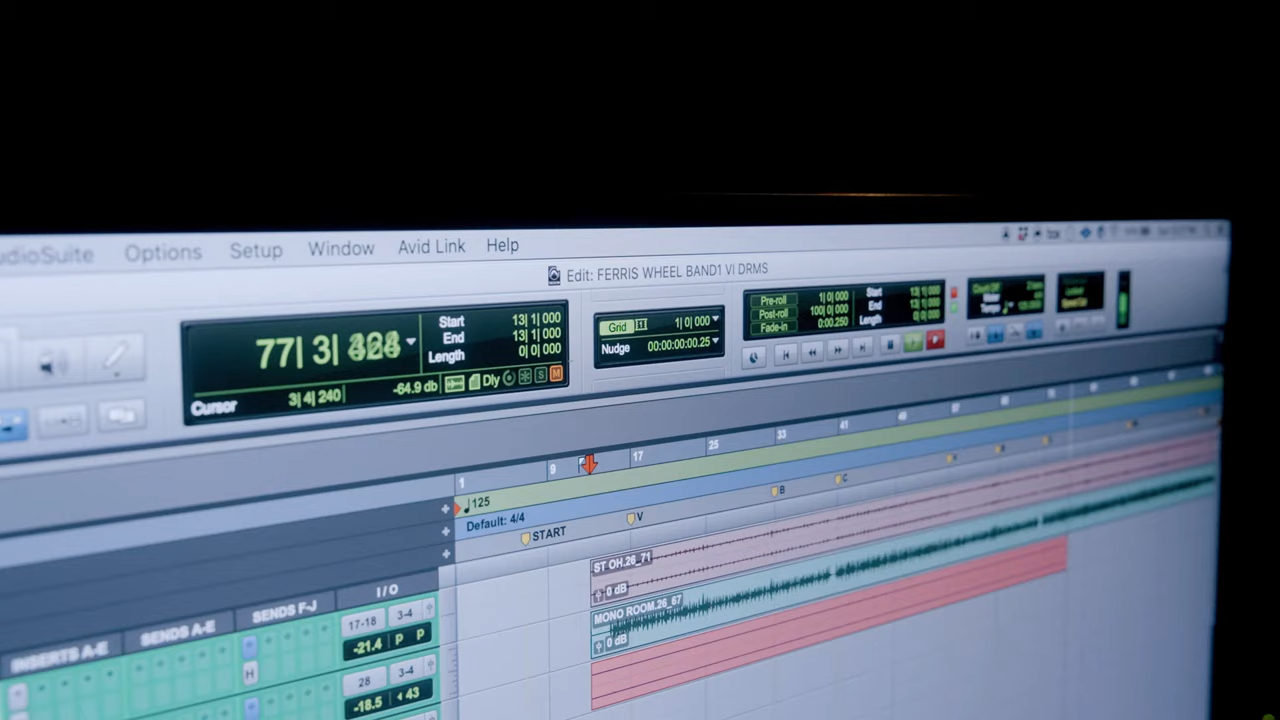 Options Setup Window Avid Link Help
Edit: FERRIS WHEEL BAND1 VI DRMS
77| 3|
Start 13| 1| 000
End 13| 1| 000
Length 0| 0| 000
Cursor 3| 4| 240 -64.9 db Dly S M
Grid 1| 0| 000
Nudge 00:00:00:00.25
Pre-roll 1| 0| 000
Post-roll 100| 0| 000
Fade-in 0:00.250
Start 13| 1| 000
End 13| 1| 000
Length 0| 0| 000
1 9 17 25 33 41
125
Default: 4/4
START V B C
ST OH.26_71
0 dB
MONO ROOM.26_67
0 dB
INSERTS A-E SENDS A-E SENDS F-J I / O
17-18 3-4
-21.4 P P
H
28 3-4
-18.5 43